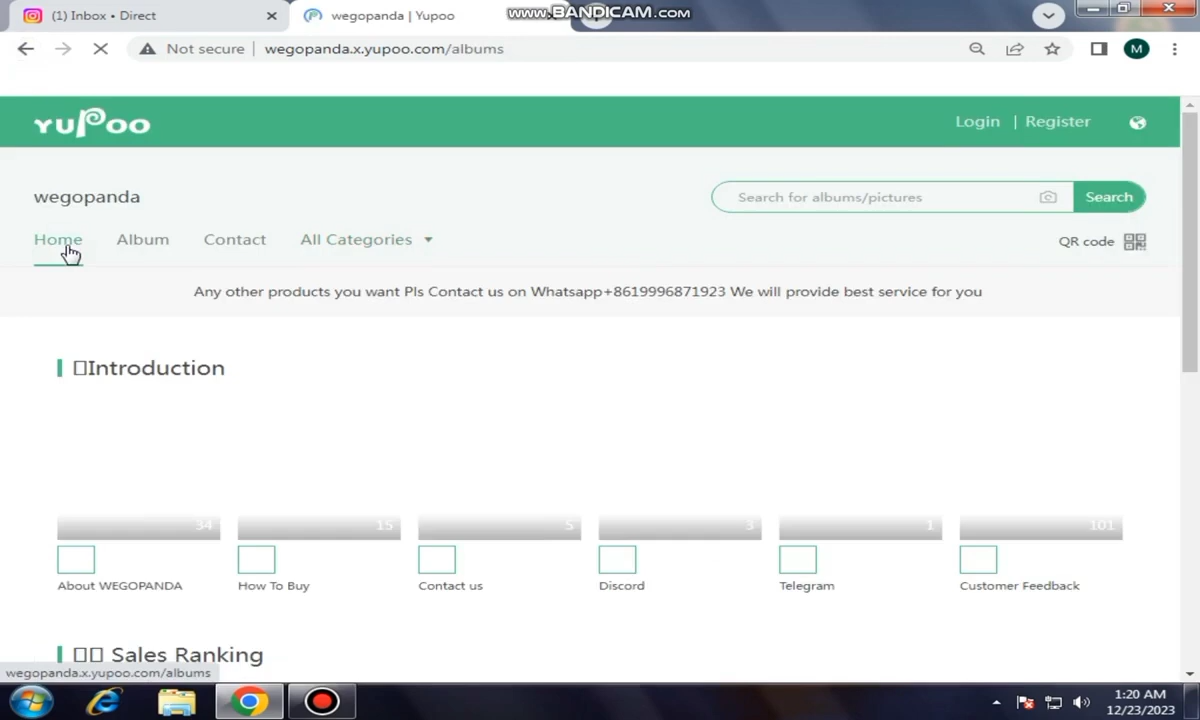 (1) Inbox • Direct
wegopanda | Yupoo
www.BANDICAM.com
Not secure
wegopanda.x.yupoo.com/albums
M
YUPOO
Login | Register
wegopanda
Search for albums/pictures
Search
Home
Album
Contact
All Categories
QR code
Any other products you want Pls Contact us on Whatsapp+8619996871923 We will provide best service for you
Introduction
34
15
5
3
1
101
About WEGOPANDA
How To Buy
Contact us
Discord
Telegram
Customer Feedback
Sales Ranking
wegopanda.x.yupoo.com/albums
1:20 AM
12/23/2023